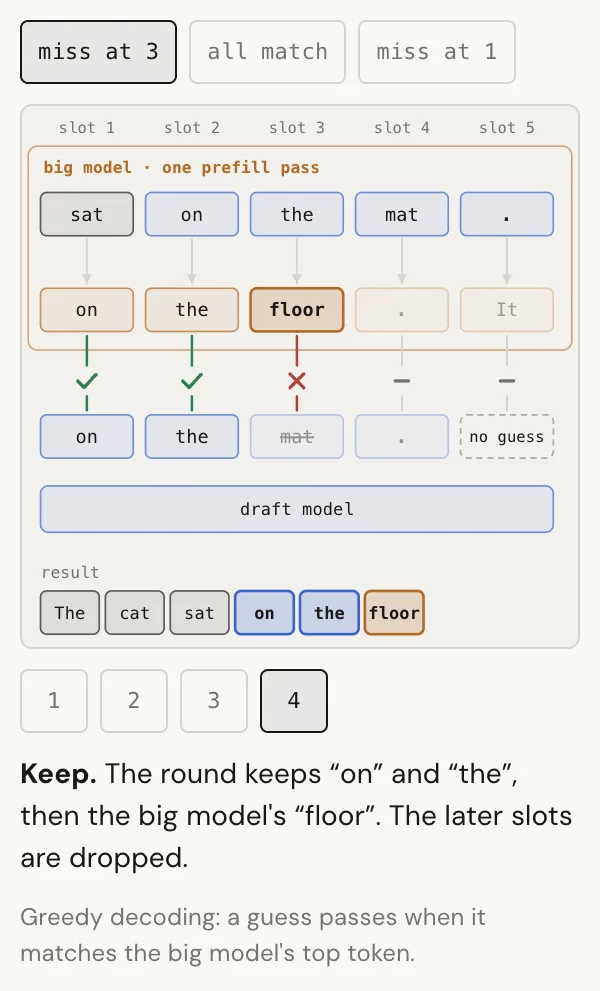 miss at 3 all match miss at 1
slot 1 slot 2 slot 3 slot 4 slot 5
big model · one prefill pass
sat on the mat .
on the floor . It
on the mat . no guess
draft model
result
The cat sat on the floor
1 2 3 4
Keep. The round keeps “on” and “the”,
then the big model's “floor”. The later slots
are dropped.
Greedy decoding: a guess passes when it
matches the big model's top token.